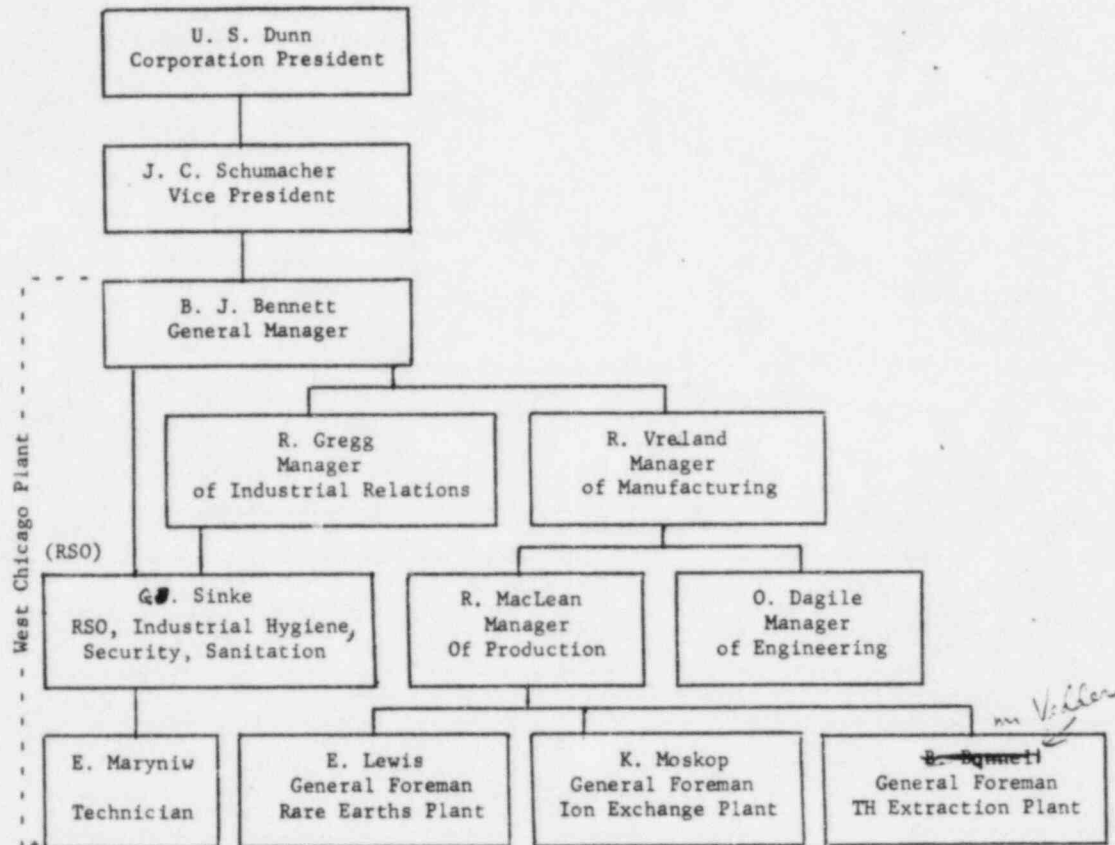 U. S. Dunn
Corporation President
J. C. Schumacher
Vice President
B. J. Bennett
General Manager
West Chicago Plant
R. Gregg
Manager
of Industrial Relations
R. Vreland
Manager
of Manufacturing
(RSO)
G. Sinke
RSO, Industrial Hygiene,
Security, Sanitation
R. MacLean
Manager
Of Production
O. Dagile
Manager
of Engineering
E. Maryniw
Technician
E. Lewis
General Foreman
Rare Earths Plant
K. Moskop
General Foreman
Ion Exchange Plant
B.
General Foreman
TH Extraction Plant